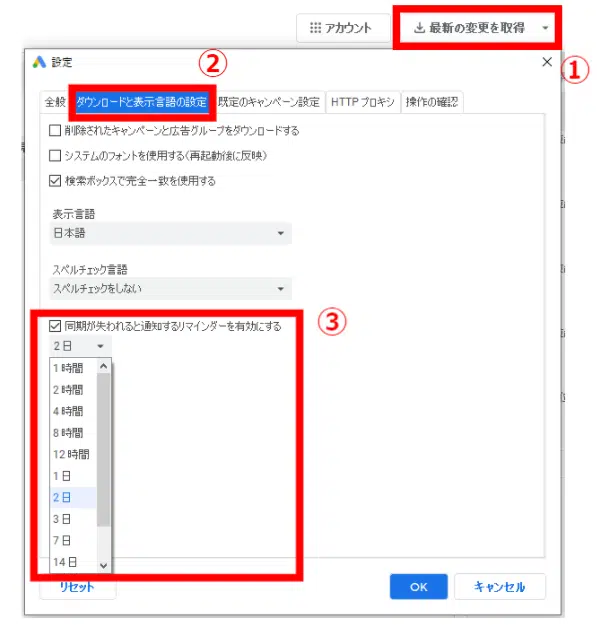 アカウント
最新の変更を取得
①
設定
②
全般
ダウンロードと表示言語の設定
既定のキャンペーン設定
HTTP プロキシ
操作の確認
削除されたキャンペーンと広告グループをダウンロードする
システムのフォントを使用する(再起動後に反映)
検索ボックスで完全一致を使用する
表示言語
日本語
スペルチェック言語
スペルチェックをしない
③
同期が失われると通知するリマインダーを有効にする
2 日
1 時間
2 時間
4 時間
8 時間
12 時間
1 日
2 日
3 日
7 日
14 日
リセット
OK
キャンセル